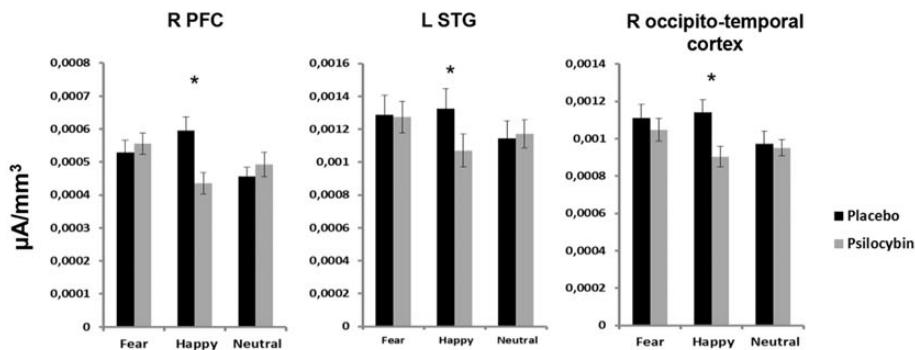 R PFC
0,0008
0,0007
0,0006
0,0005
0,0004
0,0003
0,0002
0,0001
0
*
Fear Happy Neutral
μA/mm³
L STG
0,0016
0,0014
0,0012
0,001
0,0008
0,0006
0,0004
0,0002
0
*
Fear Happy Neutral
R occipito-temporal
cortex
0,0014
0,0012
0,001
0,0008
0,0006
0,0004
0,0002
0
*
Fear Happy Neutral
Placebo
Psilocybin